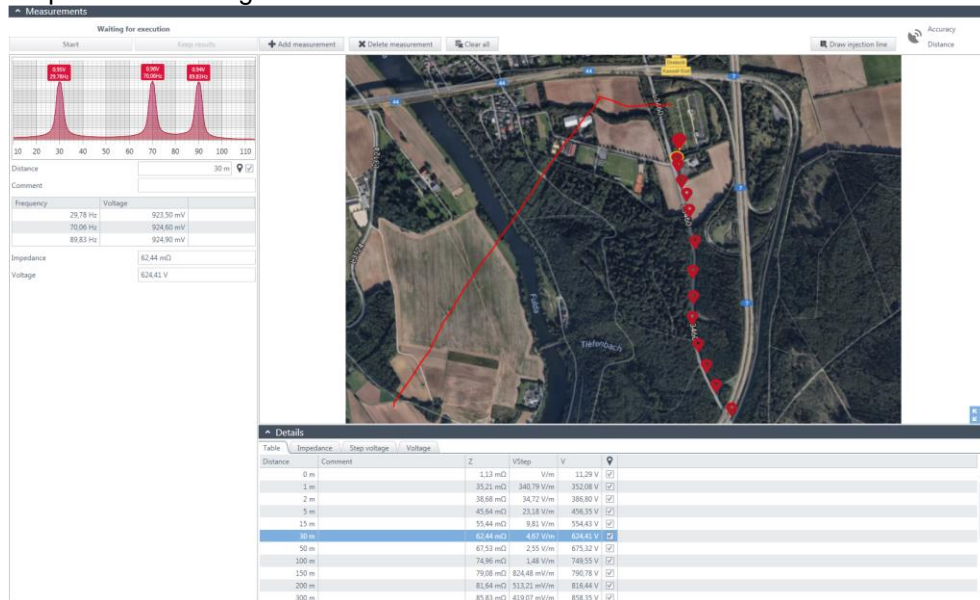 Measurements
Waiting for execution
Start Keep results Add measurement Delete measurement Clear all Draw injection line Accuracy Distance
0.95V 0.96V 0.94V
29,78Hz 70,06Hz 89,83Hz
10 20 30 40 50 60 70 80 90 100 110
Distance 30 m
Comment
Frequency Voltage
29,78 Hz 923,50 mV
70,06 Hz 924,60 mV
89,83 Hz 924,90 mV
Impedance 62,44 mΩ
Voltage 624,41 V
44
44
44
7
7
7
Fulda
Tiefenbach
Details
Table Impedance Step voltage Voltage
Distance Comment Z VStep V
0 m 1,13 mΩ V/m 11,29 V
1 m 35,21 mΩ 340,79 V/m 352,08 V
2 m 38,68 mΩ 34,72 V/m 386,80 V
5 m 45,64 mΩ 23,18 V/m 456,35 V
15 m 55,44 mΩ 9,81 V/m 554,43 V
30 m 62,44 mΩ 4,67 V/m 624,41 V
50 m 67,53 mΩ 2,55 V/m 675,32 V
100 m 74,96 mΩ 1,48 V/m 749,55 V
150 m 79,08 mΩ 824,48 mV/m 790,78 V
200 m 81,64 mΩ 513,21 mV/m 816,44 V
300 m 85,83 mΩ 419,07 mV/m 858,35 V